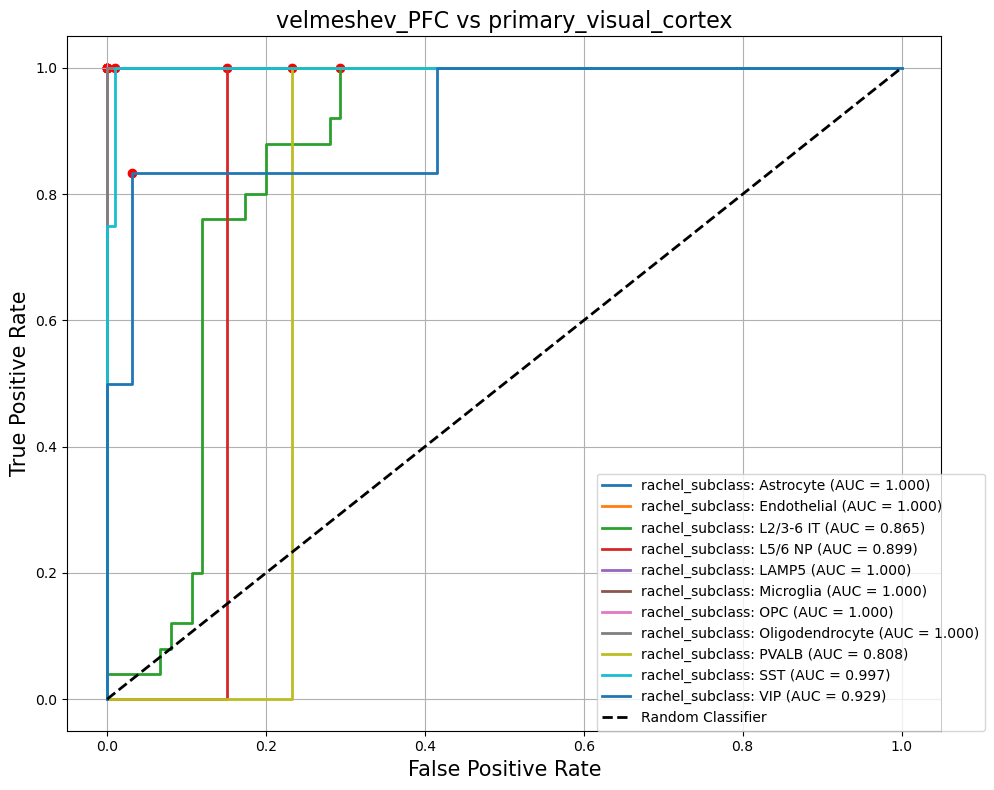 velmeshev_PFC vs primary_visual_cortex
True Positive Rate
1.0
0.8
0.6
0.4
0.2
0.0
rachel_subclass: Astrocyte (AUC = 1.000)
rachel_subclass: Endothelial (AUC = 1.000)
rachel_subclass: L2/3-6 IT (AUC = 0.865)
rachel_subclass: L5/6 NP (AUC = 0.899)
rachel_subclass: LAMP5 (AUC = 1.000)
rachel_subclass: Microglia (AUC = 1.000)
rachel_subclass: OPC (AUC = 1.000)
rachel_subclass: Oligodendrocyte (AUC = 1.000)
rachel_subclass: PVALB (AUC = 0.808)
rachel_subclass: SST (AUC = 0.997)
rachel_subclass: VIP (AUC = 0.929)
Random Classifier
0.0 0.2 0.4 0.6 0.8 1.0
False Positive Rate